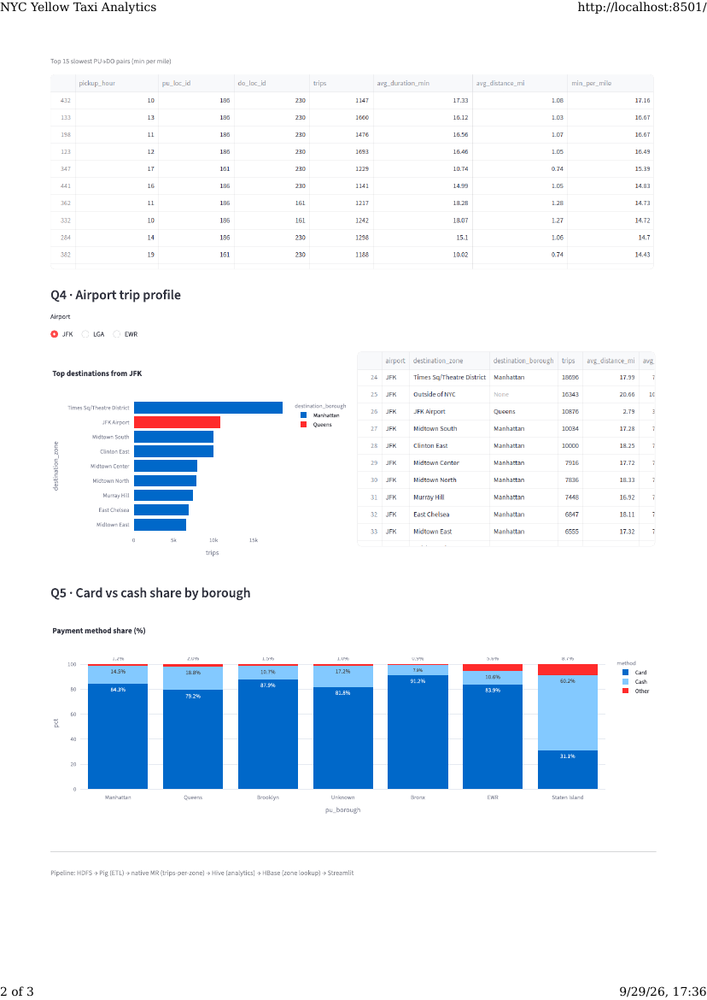 NYC Yellow Taxi Analytics http://localhost:8501/
Top 15 slowest PU→DO pairs (min per mile)
pickup_hour pu_loc_id do_loc_id trips avg_duration_min avg_distance_mi min_per_mile
432 10 186 230 1147 17.33 1.08 17.16
133 13 186 230 1660 16.12 1.03 16.67
198 11 186 230 1476 16.56 1.07 16.67
123 12 186 230 1693 16.46 1.05 16.49
347 17 161 230 1229 10.74 0.74 15.39
441 16 186 230 1141 14.99 1.05 14.83
362 11 186 161 1217 18.28 1.28 14.73
332 10 186 161 1242 18.07 1.27 14.72
284 14 186 230 1298 15.1 1.06 14.7
382 19 161 230 1188 10.02 0.74 14.43
Q4 · Airport trip profile
Airport
JFK LGA EWR
Top destinations from JFK
destination_zone
Times Sq/Theatre District
JFK Airport
Midtown South
Clinton East
Midtown Center
Midtown North
Murray Hill
East Chelsea
Midtown East
0 5k 10k 15k
trips
destination_borough
Manhattan
Queens
airport destination_zone destination_borough trips avg_distance_mi avg_
24 JFK Times Sq/Theatre District Manhattan 18696 17.99 7
25 JFK Outside of NYC None 16343 20.66 10
26 JFK JFK Airport Queens 10876 2.79 3
27 JFK Midtown South Manhattan 10034 17.28 7
28 JFK Clinton East Manhattan 10000 18.25 7
29 JFK Midtown Center Manhattan 7916 17.72 7
30 JFK Midtown North Manhattan 7836 18.33 7
31 JFK Murray Hill Manhattan 7448 16.92 7
32 JFK East Chelsea Manhattan 6847 18.11 7
33 JFK Midtown East Manhattan 6555 17.32 7
Q5 · Card vs cash share by borough
Payment method share (%)
1.2% 2.0% 1.5% 1.0% 0.9% 5.6% 8.7%
14.5% 18.8% 10.7% 17.2% 7.9% 10.6% 60.2%
84.3% 79.2% 87.9% 81.8% 91.2% 83.9% 31.1%
100
80
60
40
20
0
pct
Manhattan Queens Brooklyn Unknown Bronx EWR Staten Island
pu_borough
method
Card
Cash
Other
Pipeline: HDFS → Pig (ETL) → native MR (trips-per-zone) → Hive (analytics) → HBase (zone lookup) → Streamlit
2 of 3 9/29/26, 17:36